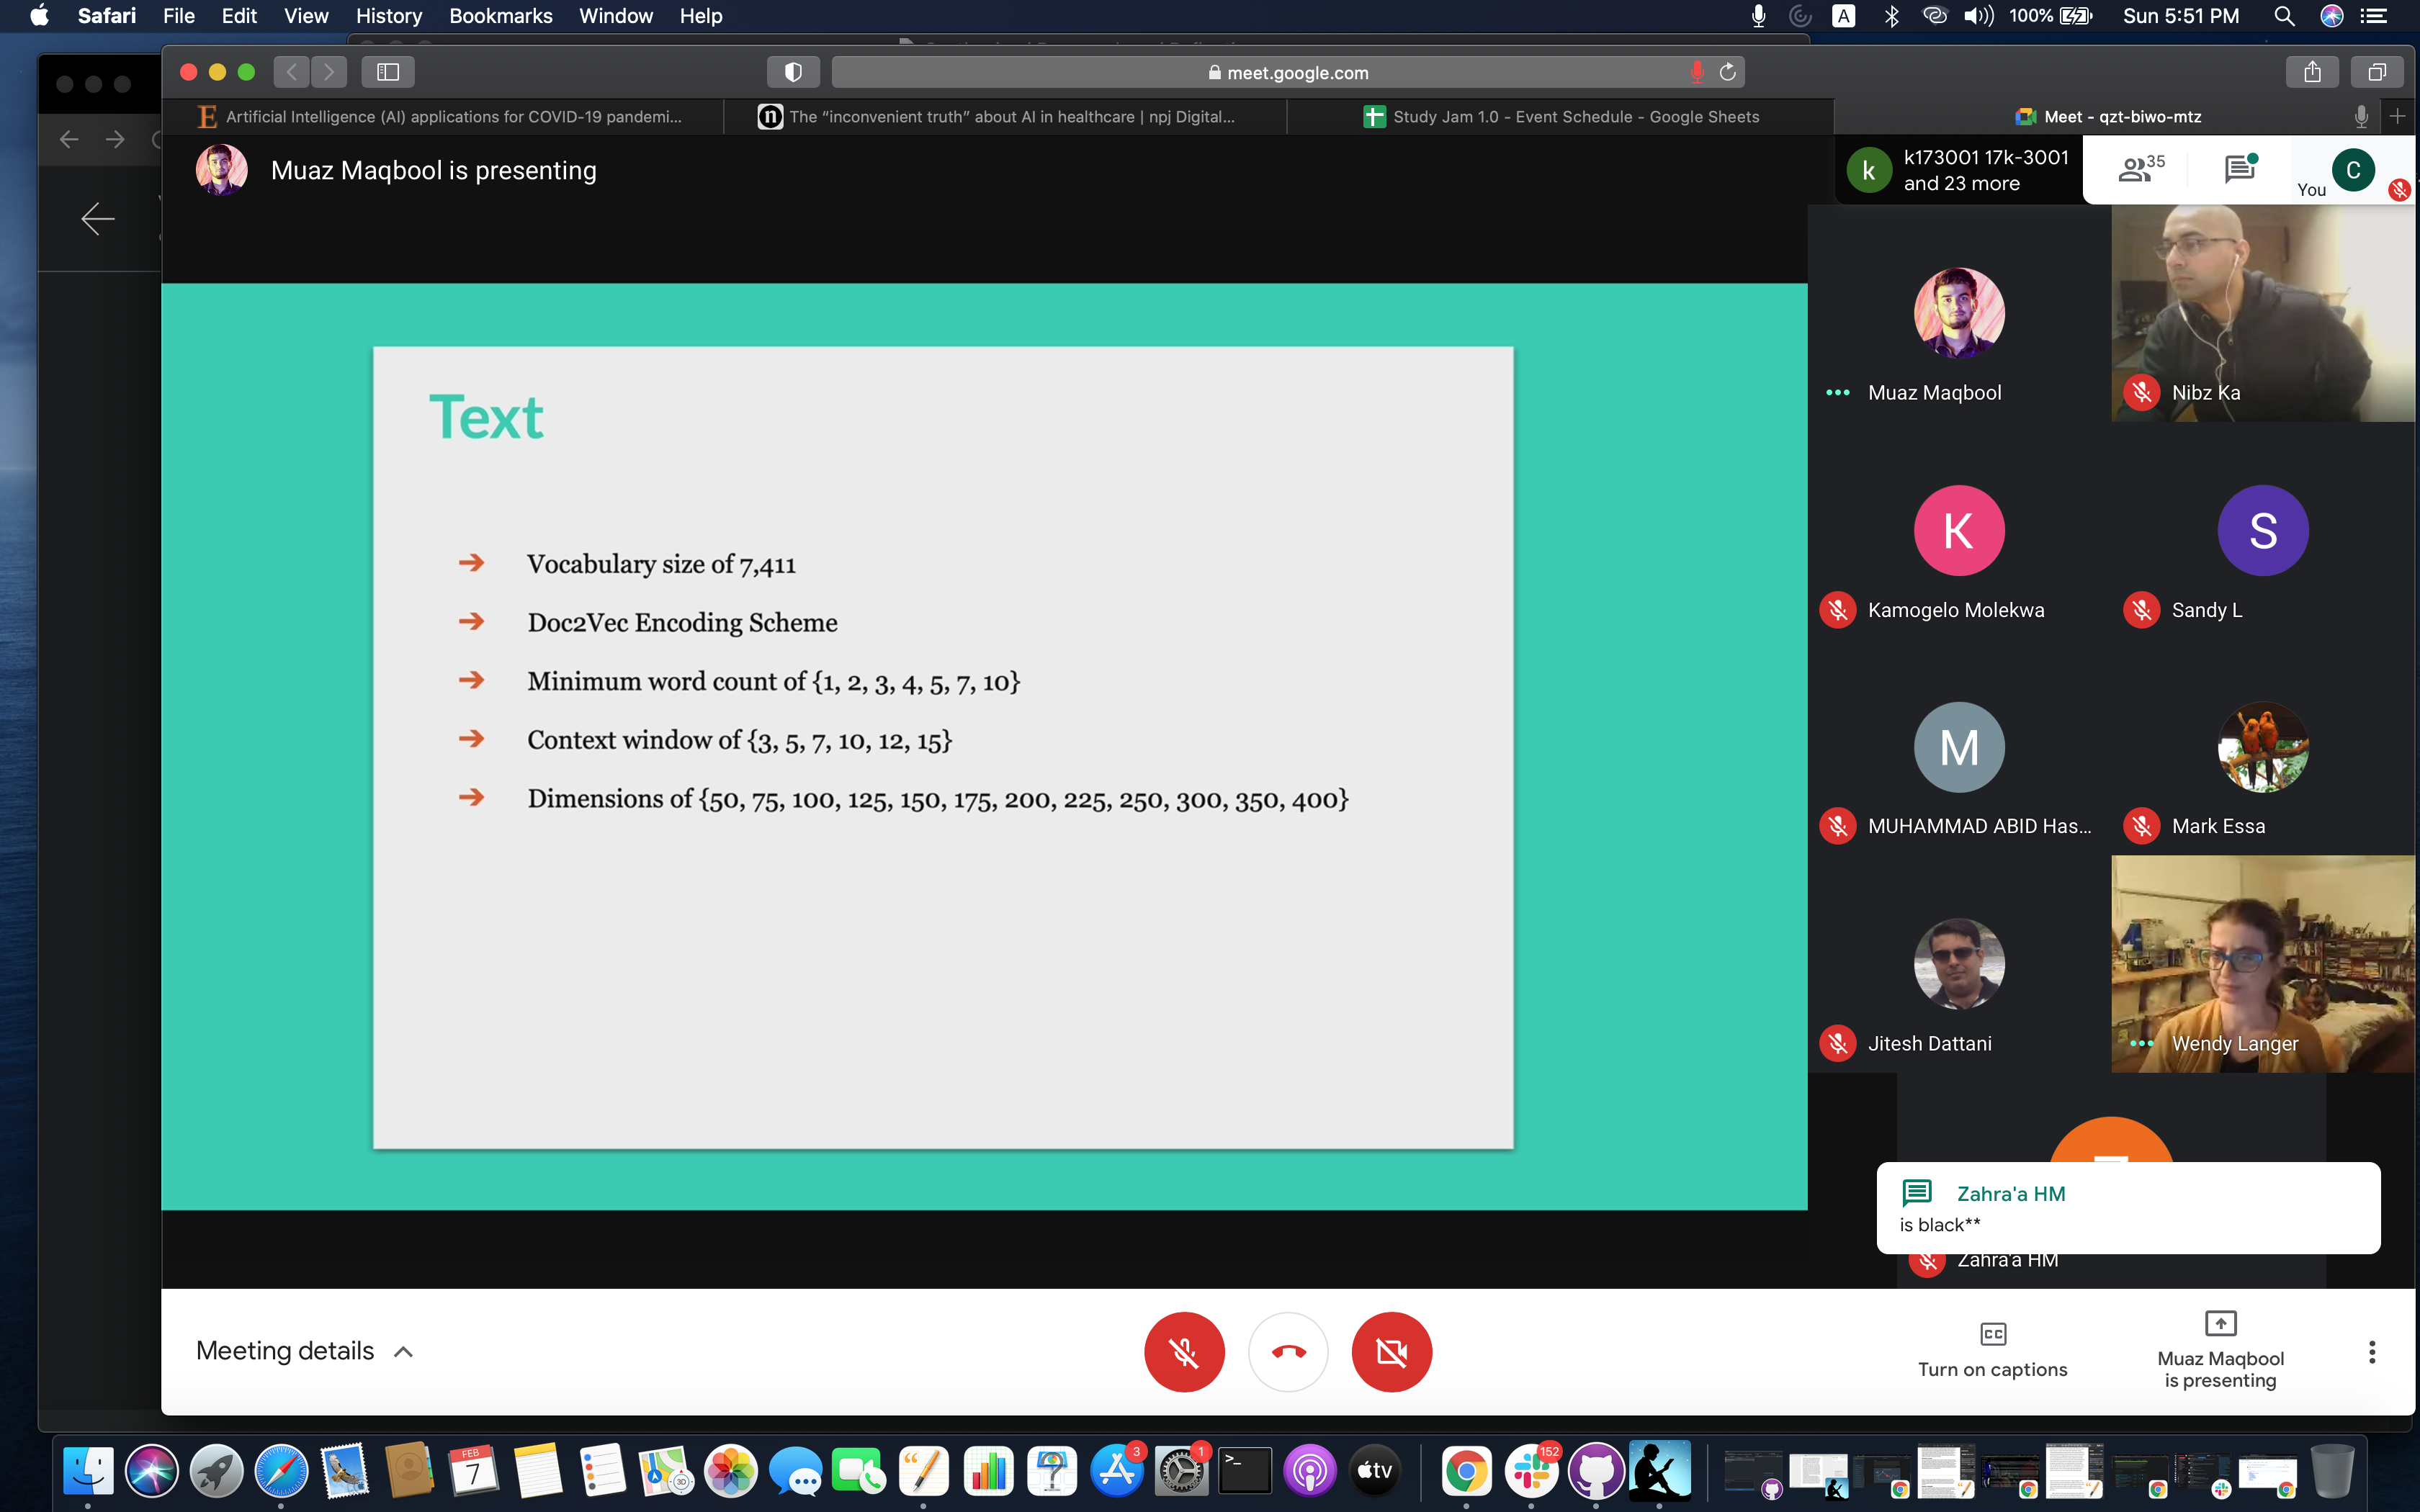 Safari File Edit View History Bookmarks Window Help
A 100% Sun 5:51 PM
meet.google.com
Artificial Intelligence (AI) applications for COVID-19 pandemi...
The “inconvenient truth” about AI in healthcare | npj Digital...
Study Jam 1.0 - Event Schedule - Google Sheets
Meet - qzt-biwo-mtz
Muaz Maqbool is presenting
k
k173001 17k-3001
and 23 more
35
You
C
Text
Vocabulary size of 7,411
Doc2Vec Encoding Scheme
Minimum word count of {1, 2, 3, 4, 5, 7, 10}
Context window of {3, 5, 7, 10, 12, 15}
Dimensions of {50, 75, 100, 125, 150, 175, 200, 225, 250, 300, 350, 400}
Muaz Maqbool
Nibz Ka
K
Kamogelo Molekwa
S
Sandy L
M
MUHAMMAD ABID Has...
Mark Essa
Jitesh Dattani
Wendy Langer
Zahra'a HM
is black**
Zahra'a HM
Meeting details
CC
Turn on captions
Muaz Maqbool
is presenting
FEB
7
3D
3
1
>_
tv
152